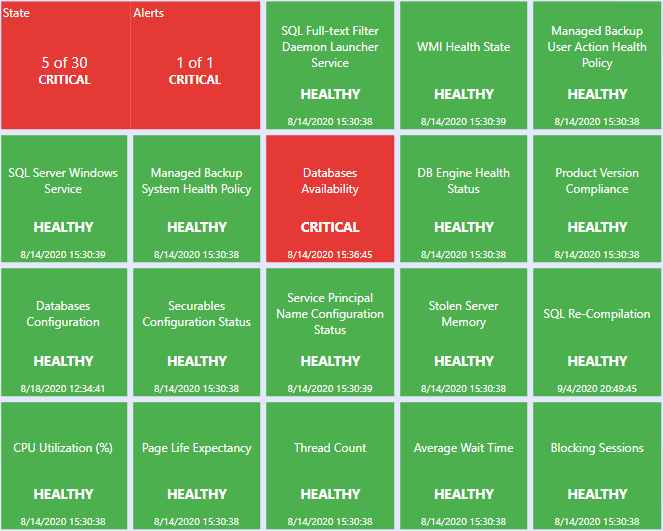 State
5 of 30
CRITICAL
Alerts
1 of 1
CRITICAL
SQL Full-text Filter
Daemon Launcher
Service
HEALTHY
8/14/2020 15:30:38
WMI Health State
HEALTHY
8/14/2020 15:30:39
Managed Backup
User Action Health
Policy
HEALTHY
8/14/2020 15:30:38
SQL Server Windows
Service
HEALTHY
8/14/2020 15:30:39
Managed Backup
System Health Policy
HEALTHY
8/14/2020 15:30:38
Databases
Availability
CRITICAL
8/14/2020 15:36:45
DB Engine Health
Status
HEALTHY
8/14/2020 15:30:38
Product Version
Compliance
HEALTHY
8/14/2020 15:30:38
Databases
Configuration
HEALTHY
8/18/2020 12:34:41
Securables
Configuration Status
HEALTHY
8/14/2020 15:30:38
Service Principal
Name Configuration
Status
HEALTHY
8/14/2020 15:30:39
Stolen Server
Memory
HEALTHY
8/14/2020 15:30:38
SQL Re-Compilation
HEALTHY
9/4/2020 20:49:45
CPU Utilization (%)
HEALTHY
8/14/2020 15:30:38
Page Life Expectancy
HEALTHY
8/14/2020 15:30:38
Thread Count
HEALTHY
8/14/2020 15:30:38
Average Wait Time
HEALTHY
8/14/2020 15:30:38
Blocking Sessions
HEALTHY
8/14/2020 15:30:38